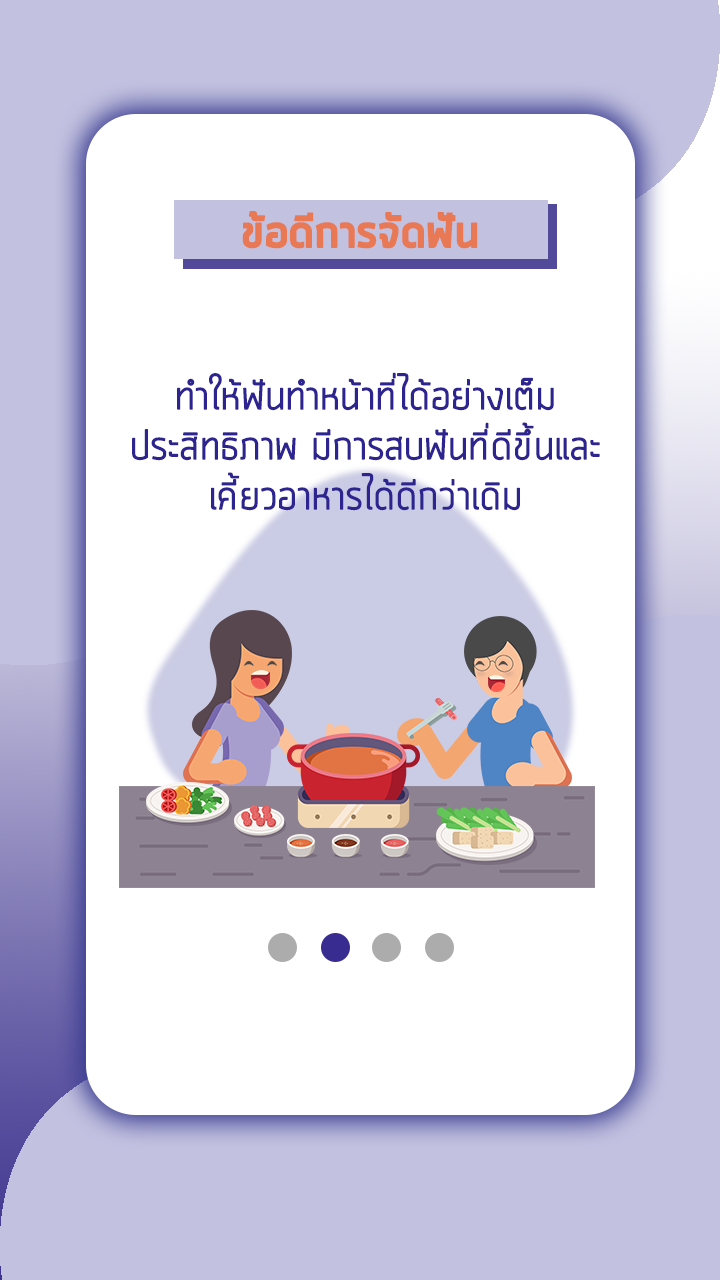 ข้อดีการจัดฟัน
ทำให้ฟันทำหน้าที่ได้อย่างเต็ม
ประสิทธิภาพ มีการสบฟันที่ดีขึ้นและ
เคี้ยวอาหารได้ดีกว่าเดิม